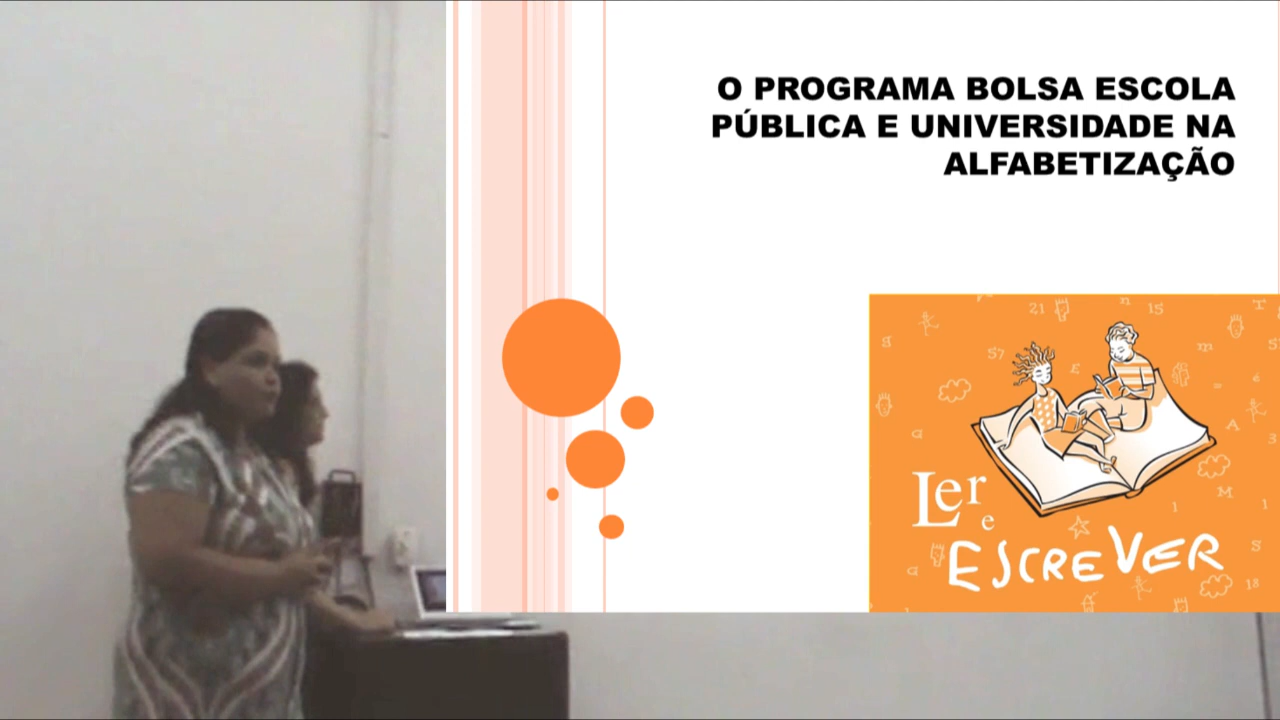 O PROGRAMA BOLSA ESCOLA
PÚBLICA E UNIVERSIDADE NA
ALFABETIZAÇÃO
Ler
e
ESCREVER